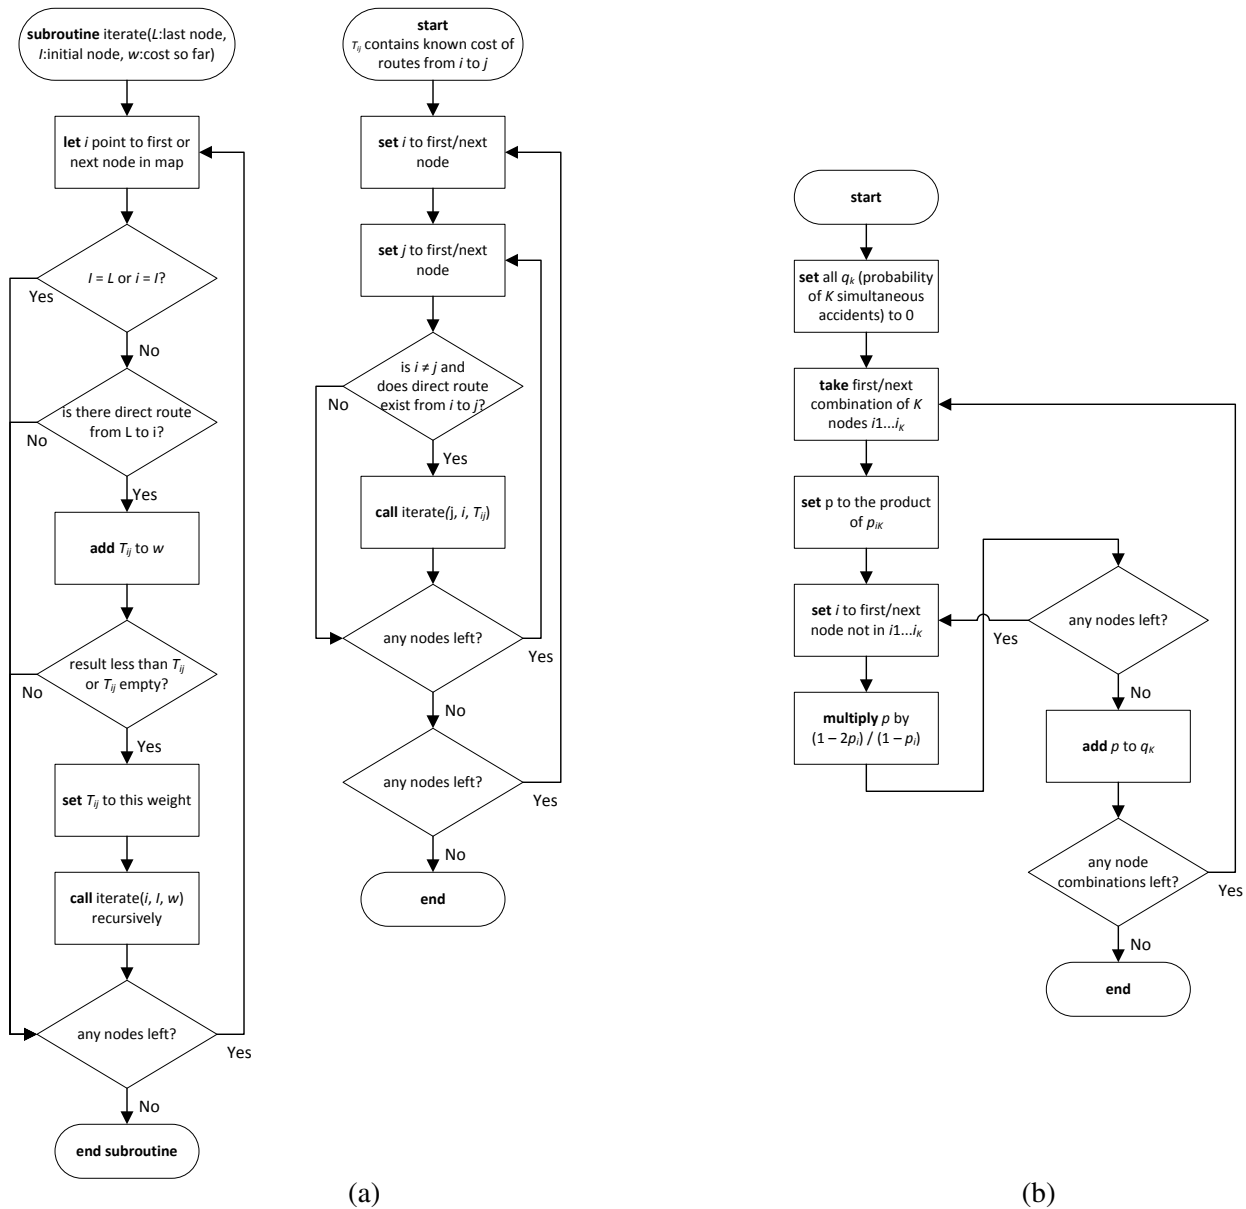 subroutine iterate(L:last node,
I:initial node, w:cost so far)
let i point to first or
next node in map
I = L or i = I?
Yes
No
is there direct route
from L to i?
No
Yes
add Tij to w
result less than Tij
or Tij empty?
No
Yes
set Tij to this weight
call iterate(i, I, w)
recursively
any nodes left?
Yes
No
end subroutine
start
Tij contains known cost of
routes from i to j
set i to first/next
node
set j to first/next
node
is i ≠ j and
does direct route
exist from i to j?
No
Yes
call iterate(j, i, Tij)
any nodes left?
Yes
No
any nodes left?
Yes
No
end
(a)
start
set all qk (probability
of K simultaneous
accidents) to 0
take first/next
combination of K
nodes i1...iK
set p to the product
of piK
set i to first/next
node not in i1...iK
multiply p by
(1 – 2pi) / (1 – pi)
any nodes left?
Yes
No
add p to qK
any node
combinations left?
Yes
No
end
(b)